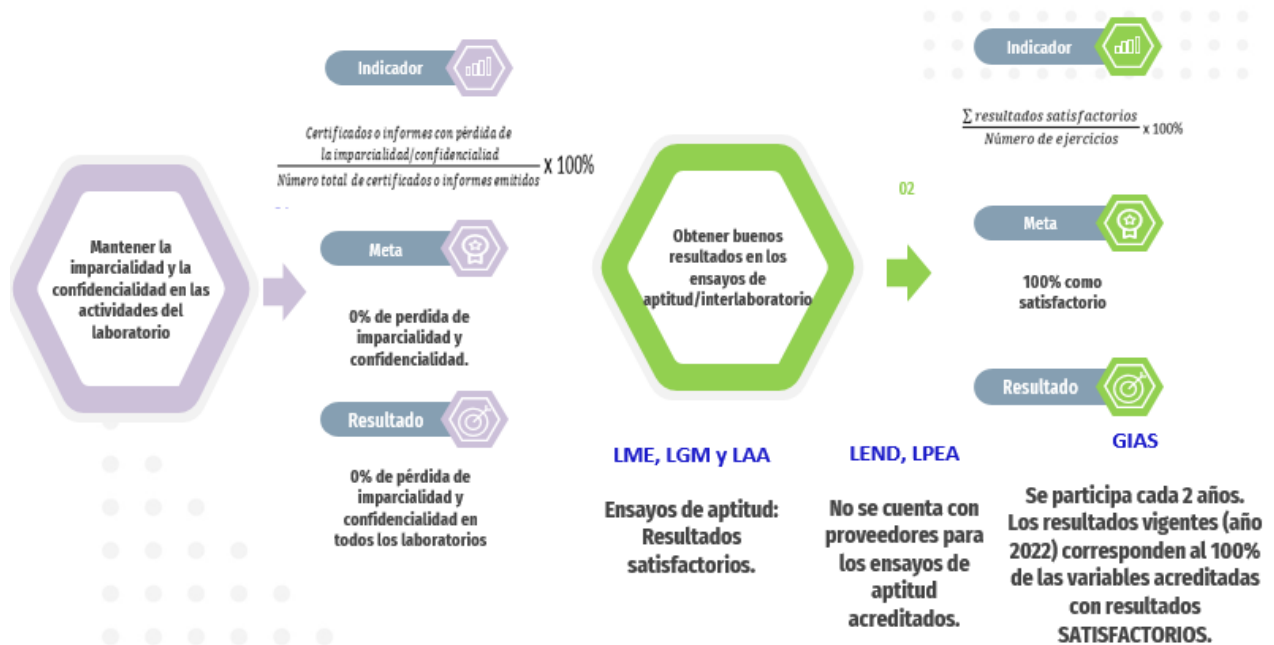 Mantener la
imparcialidad y la
confidencialidad en las
actividades del
laboratorio
Indicador
Certificados o informes con pérdida de
la imparcialidad/confidencialiad
Número total de certificados o informes emitidos
X 100%
Meta
0% de perdida de
imparcialidad y
confidencialidad.
Resultado
0% de pérdida de
imparcialidad y
confidencialidad en
todos los laboratorios
Obtener buenos
resultados en los
ensayos de
aptitud/interlaboratorio
02
Indicador
∑ resultados satisfactorios
Número de ejercicios
x 100%
Meta
100% como
satisfactorio
Resultado
LME, LGM y LAA
Ensayos de aptitud:
Resultados
satisfactorios.
LEND, LPEA
No se cuenta con
proveedores para
los ensayos de
aptitud
acreditados.
GIAS
Se participa cada 2 años.
Los resultados vigentes (año
2022) corresponden al 100%
de las variables acreditadas
con resultados
SATISFACTORIOS.